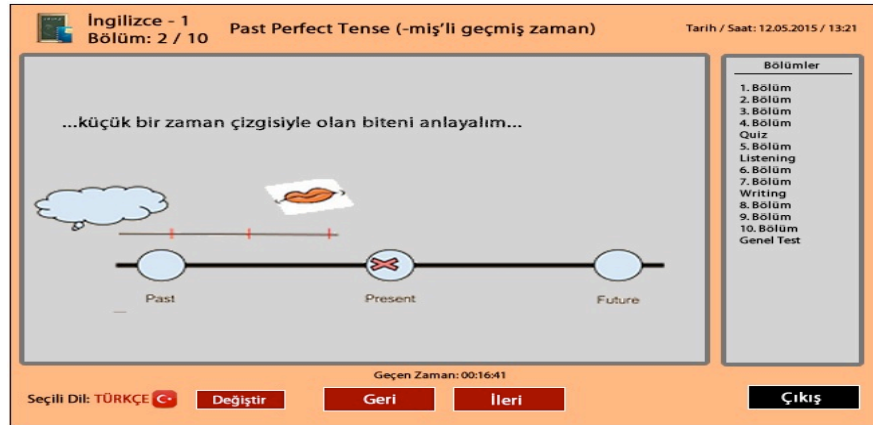 İngilizce - 1
Bölüm: 2 / 10
Past Perfect Tense (-miş'li geçmiş zaman)
Tarih / Saat: 12.05.2015 / 13:21
...küçük bir zaman çizgisiyle olan biteni anlayalım...
Past
Present
Future
Bölümler
1. Bölüm
2. Bölüm
3. Bölüm
4. Bölüm
Quiz
5. Bölüm
Listening
6. Bölüm
7. Bölüm
Writing
8. Bölüm
9. Bölüm
10. Bölüm
Genel Test
Geçen Zaman: 00:16:41
Seçili Dil: TÜRKÇE
Değiştir
Geri
İleri
Çıkış